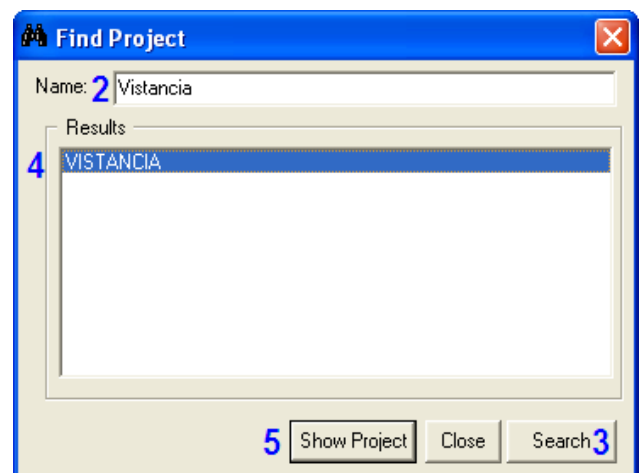 Find Project
Name: 2 Vistancia
Results
4 VISTANCIA
5 Show Project Close Search 3